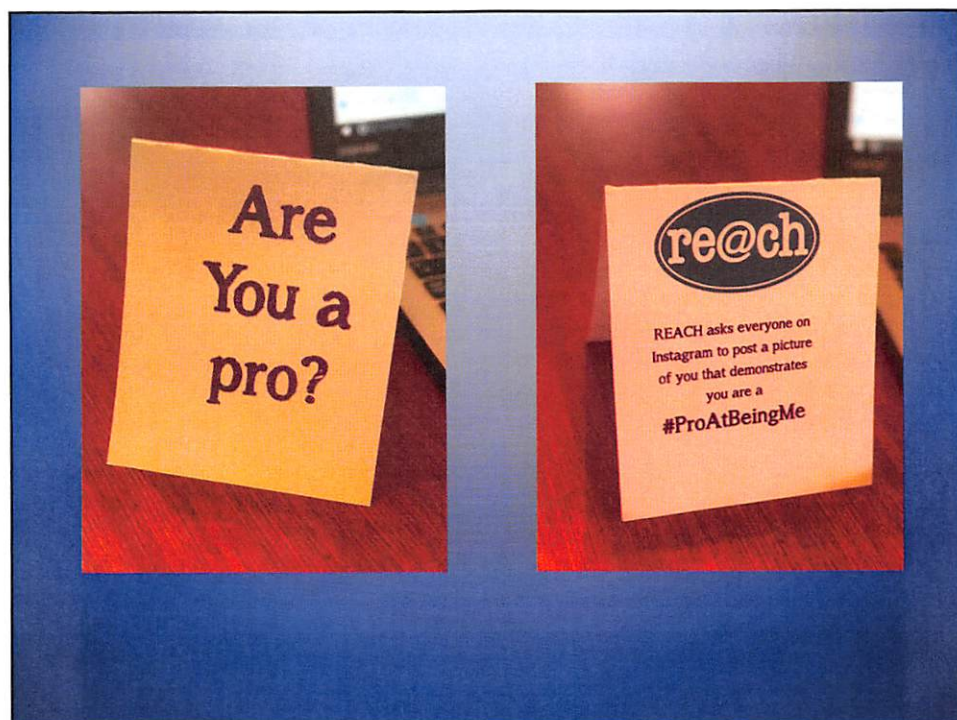 Are
You a
pro?
re@ch
REACH asks everyone on
Instagram to post a picture
of you that demonstrates
you are a
#ProAtBeingMe